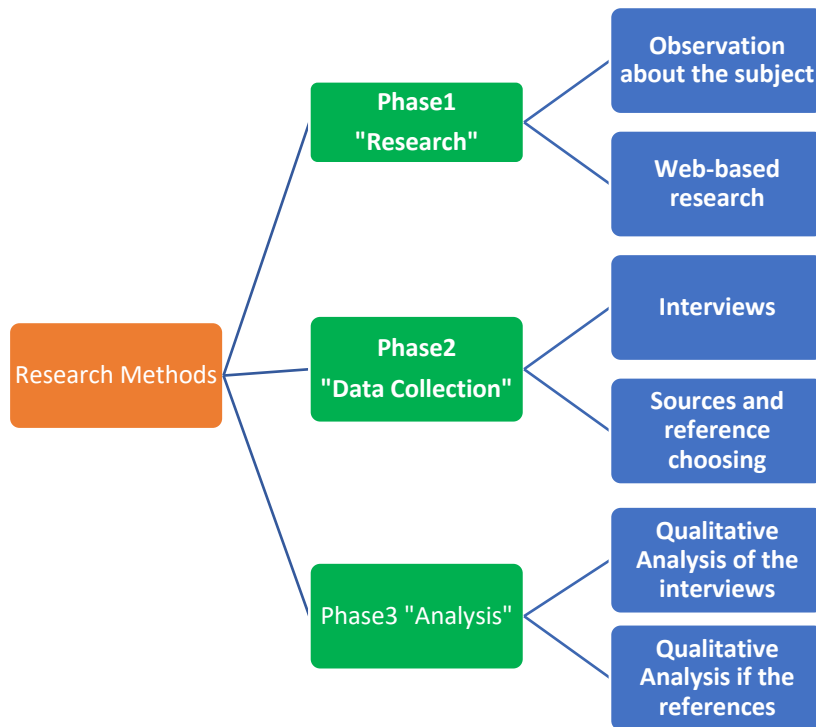 Research Methods
Phase1
"Research"
Observation
about the subject
Web-based
research
Phase2
"Data Collection"
Interviews
Sources and
reference
choosing
Phase3 "Analysis"
Qualitative
Analysis of the
interviews
Qualitative
Analysis if the
references